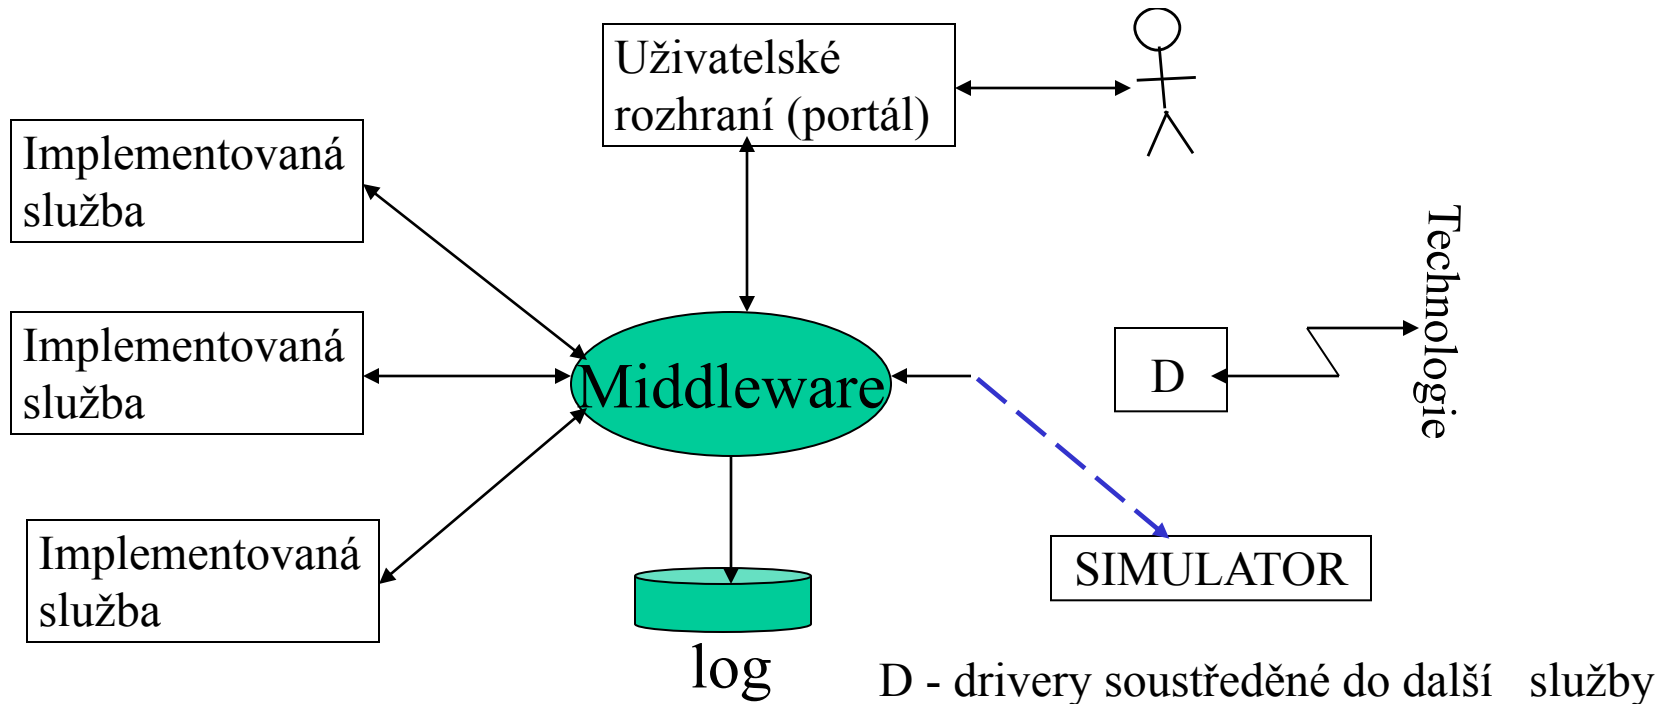 Uživatelské
rozhraní (portál)
Implementovaná
služba
Technologie
Implementovaná
služba
Middleware
D
Implementovaná
služba
SIMULATOR
log
D - drivery soustředěné do další služby